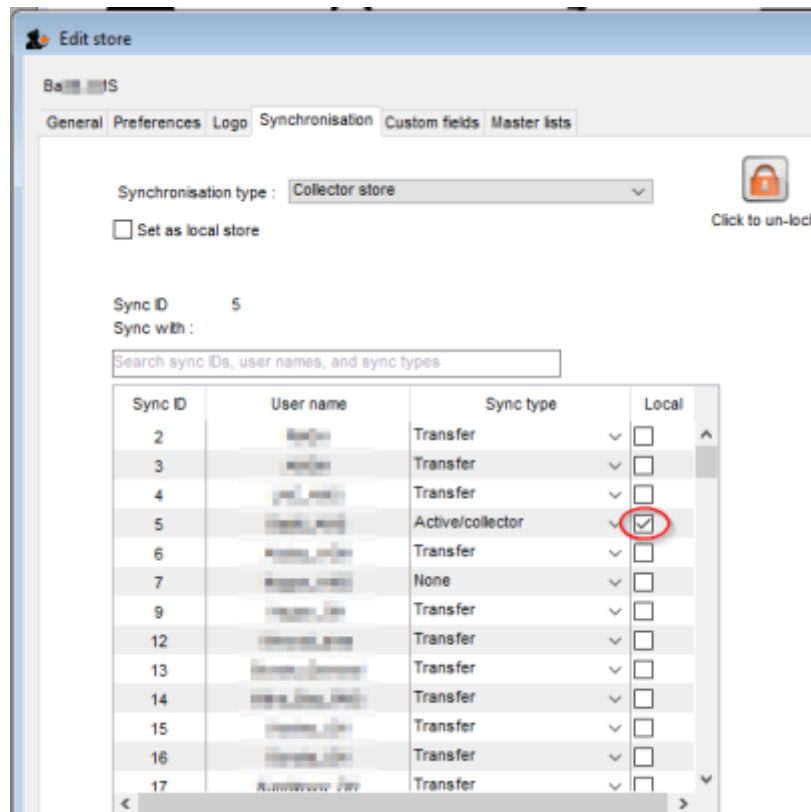 Edit store
General Preferences Logo Synchronisation Custom fields Master lists
Synchronisation type : Collector store
Set as local store
Click to un-loc
Sync ID 5
Sync with :
Search sync IDs, user names, and sync types
Sync ID User name Sync type Local
2 Transfer
3 Transfer
4 Transfer
5 Active/collector
6 Transfer
7 None
9 Transfer
12 Transfer
13 Transfer
14 Transfer
15 Transfer
16 Transfer
17 Transfer